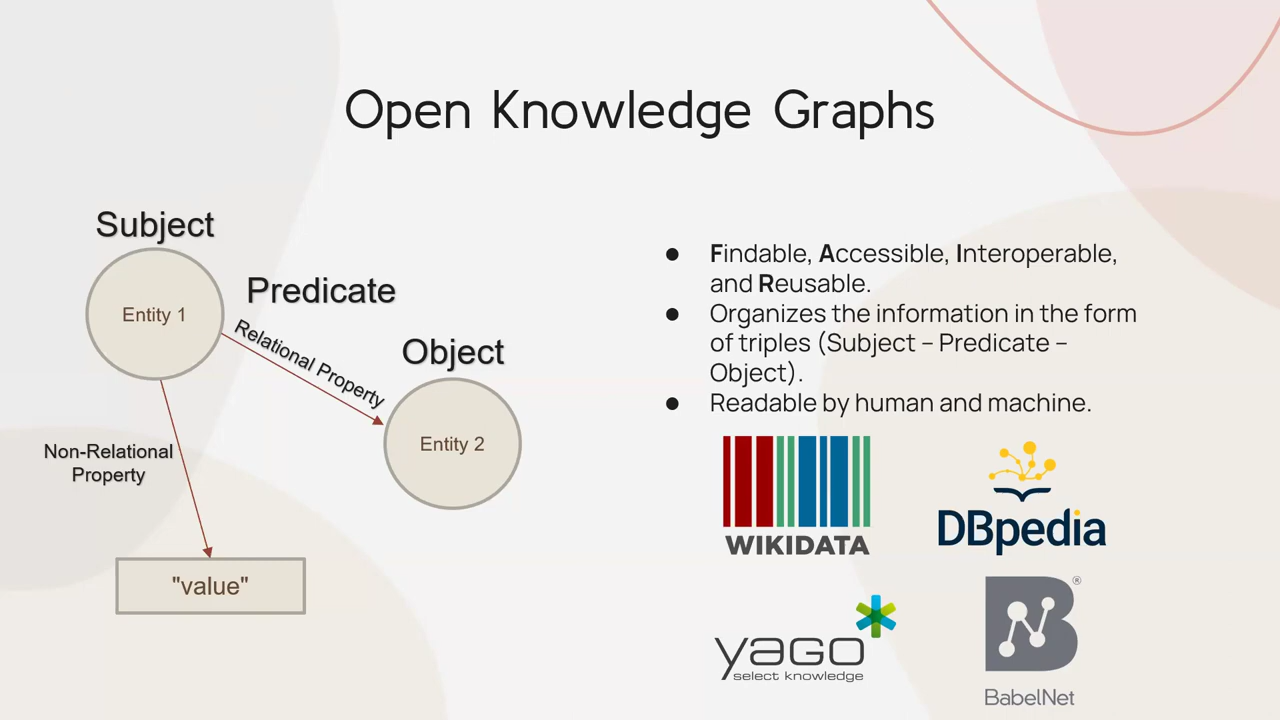 Open Knowledge Graphs
Subject
Entity 1
Predicate
Relational Property
Object
Entity 2
Non-Relational
Property
"value"
● Findable, Accessible, Interoperable,
and Reusable.
● Organizes the information in the form
of triples (Subject – Predicate –
Object).
● Readable by human and machine.
WIKIDATA
DBpedia
yago
select knowledge
B®
BabelNet